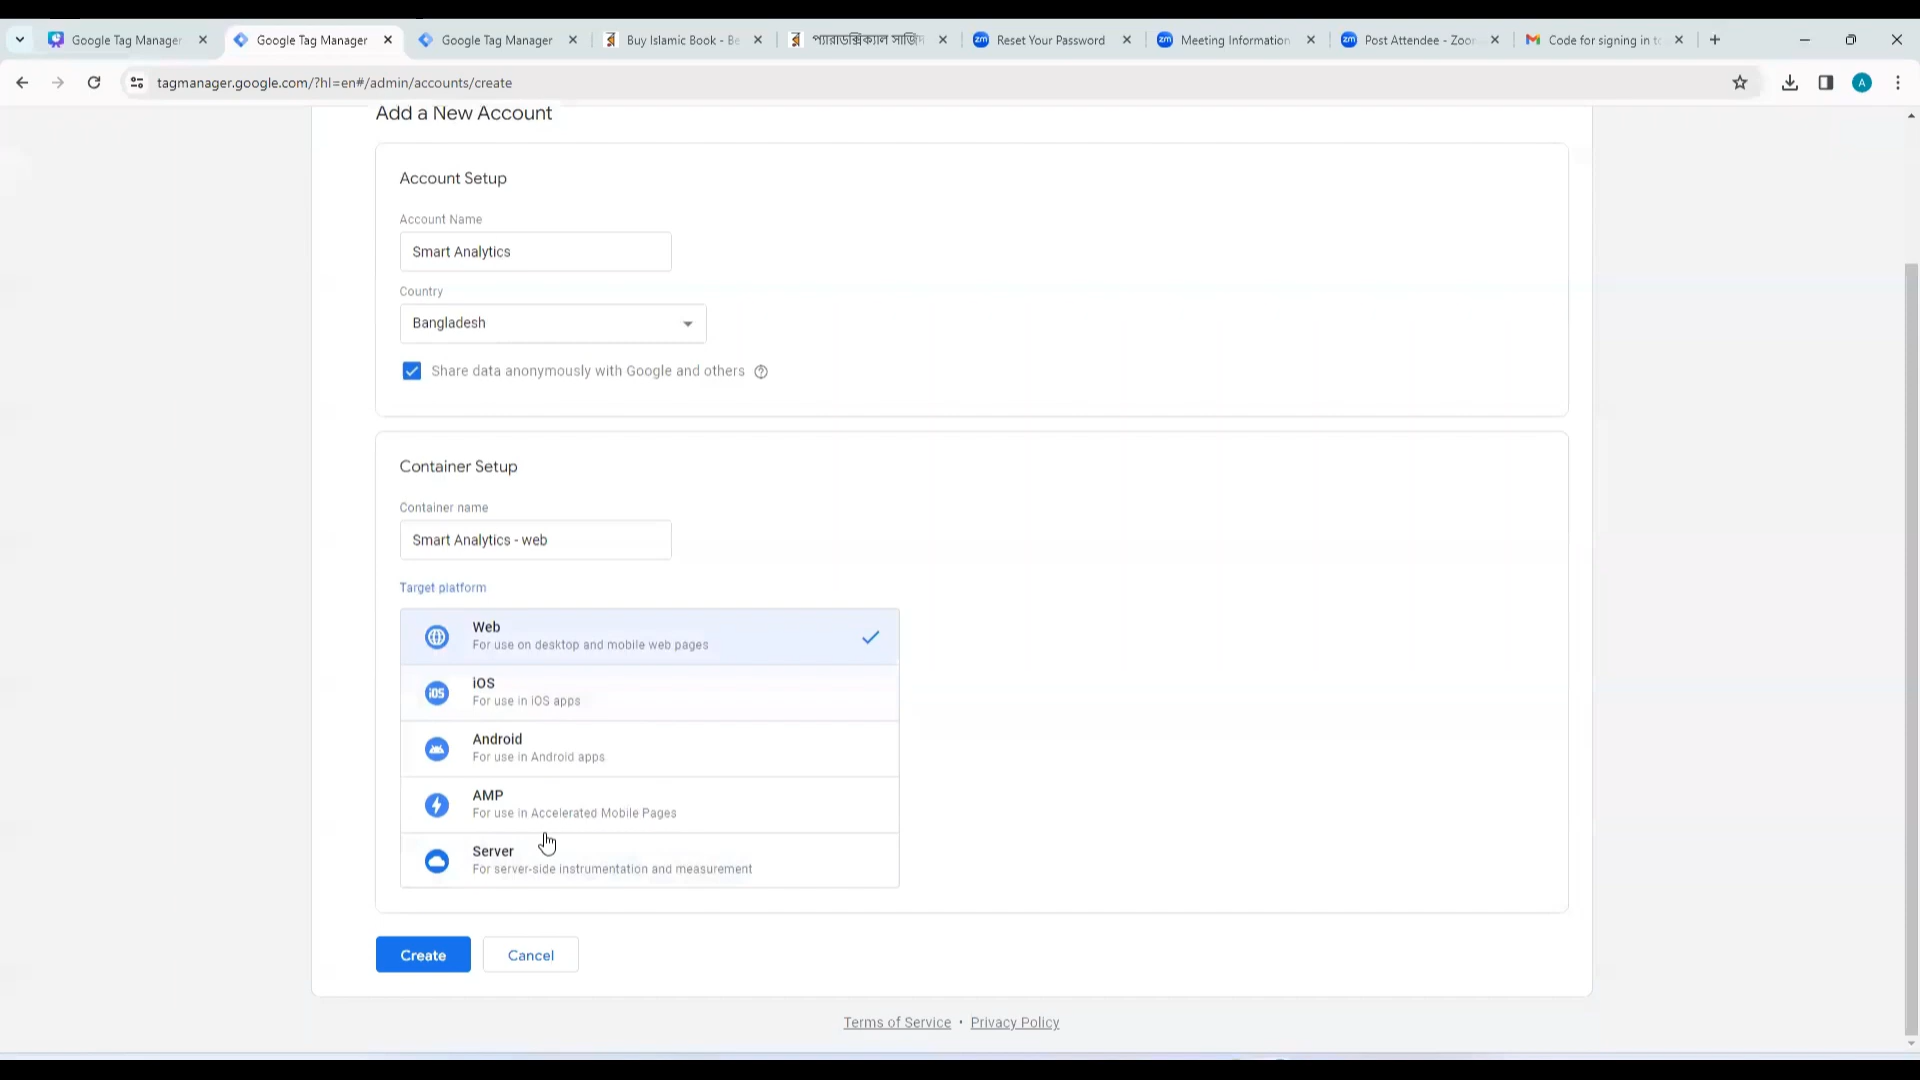 Google Tag Manager
Google Tag Manager
Google Tag Manager
Buy Islamic Book - Be
প্যারাডক্সিক্যাল সাজিদ
Reset Your Password
Meeting Information
Post Attendee - Zoom
Code for signing in to
tagmanager.google.com/?hl=en#/admin/accounts/create
A
Add a New Account
Account Setup
Account Name
Smart Analytics
Country
Bangladesh
Share data anonymously with Google and others
Container Setup
Container name
Smart Analytics - web
Target platform
Web
For use on desktop and mobile web pages
iOS
iOS
For use in iOS apps
Android
For use in Android apps
AMP
For use in Accelerated Mobile Pages
Server
For server-side instrumentation and measurement
Create
Cancel
Terms of Service • Privacy Policy